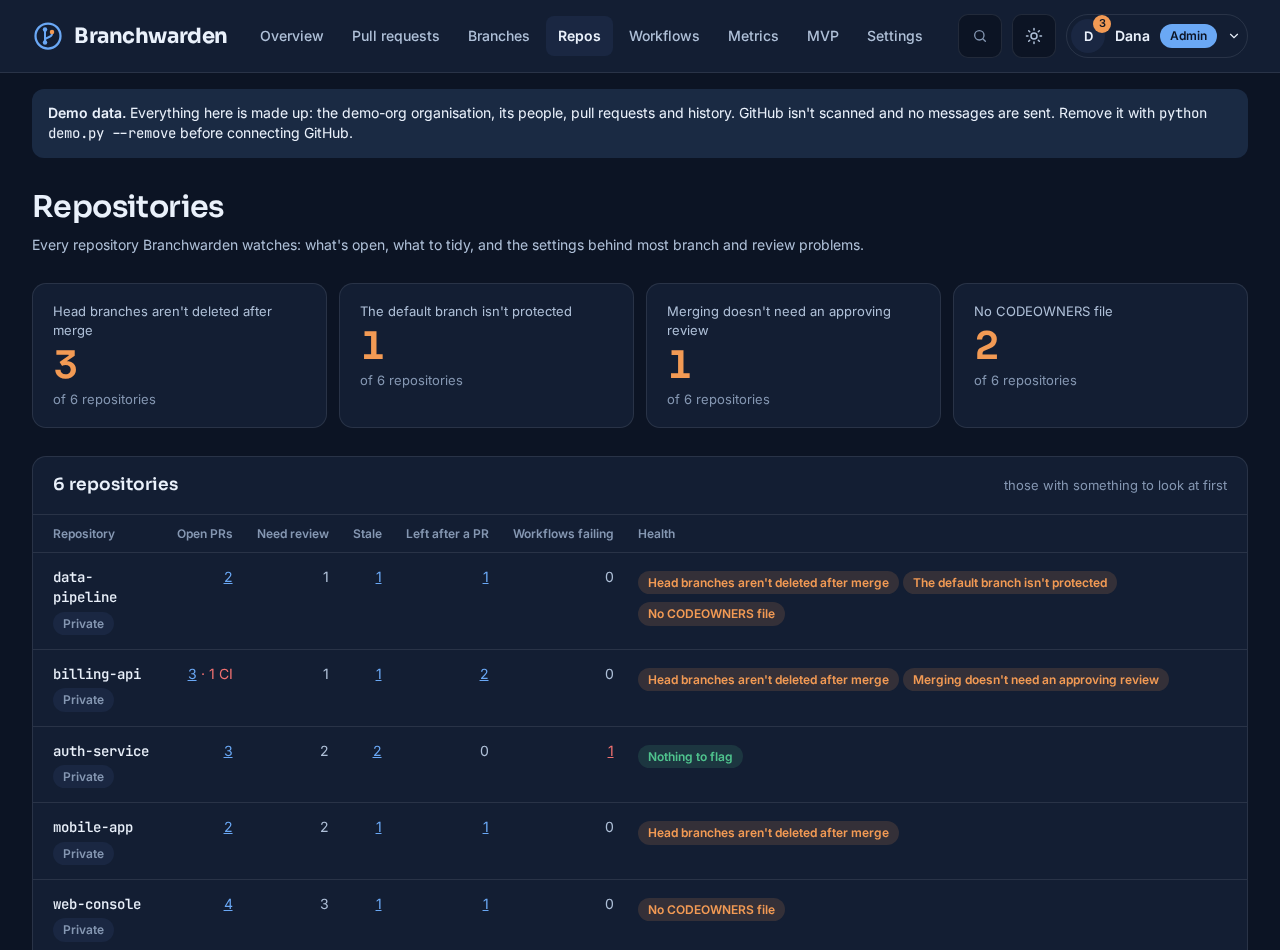 Branchwarden
Overview
Pull requests
Branches
Repos
Workflows
Metrics
MVP
Settings
D
3
Dana
Admin
Demo data. Everything here is made up: the demo-org organisation, its people, pull requests and history. GitHub isn't scanned and no messages are sent. Remove it with python
demo.py --remove before connecting GitHub.
Repositories
Every repository Branchwarden watches: what's open, what to tidy, and the settings behind most branch and review problems.
Head branches aren't deleted after
merge
3
of 6 repositories
The default branch isn't protected
1
of 6 repositories
Merging doesn't need an approving
review
1
of 6 repositories
No CODEOWNERS file
2
of 6 repositories
6 repositories
those with something to look at first
Repository Open PRs Need review Stale Left after a PR Workflows failing Health
data-
pipeline
Private
2 1 1 1 0
Head branches aren't deleted after merge
The default branch isn't protected
No CODEOWNERS file
billing-api
Private
3 · 1 CI 1 1 2 0
Head branches aren't deleted after merge
Merging doesn't need an approving review
auth-service
Private
3 2 2 0 1
Nothing to flag
mobile-app
Private
2 2 1 1 0
Head branches aren't deleted after merge
web-console
Private
4 3 1 1 0
No CODEOWNERS file